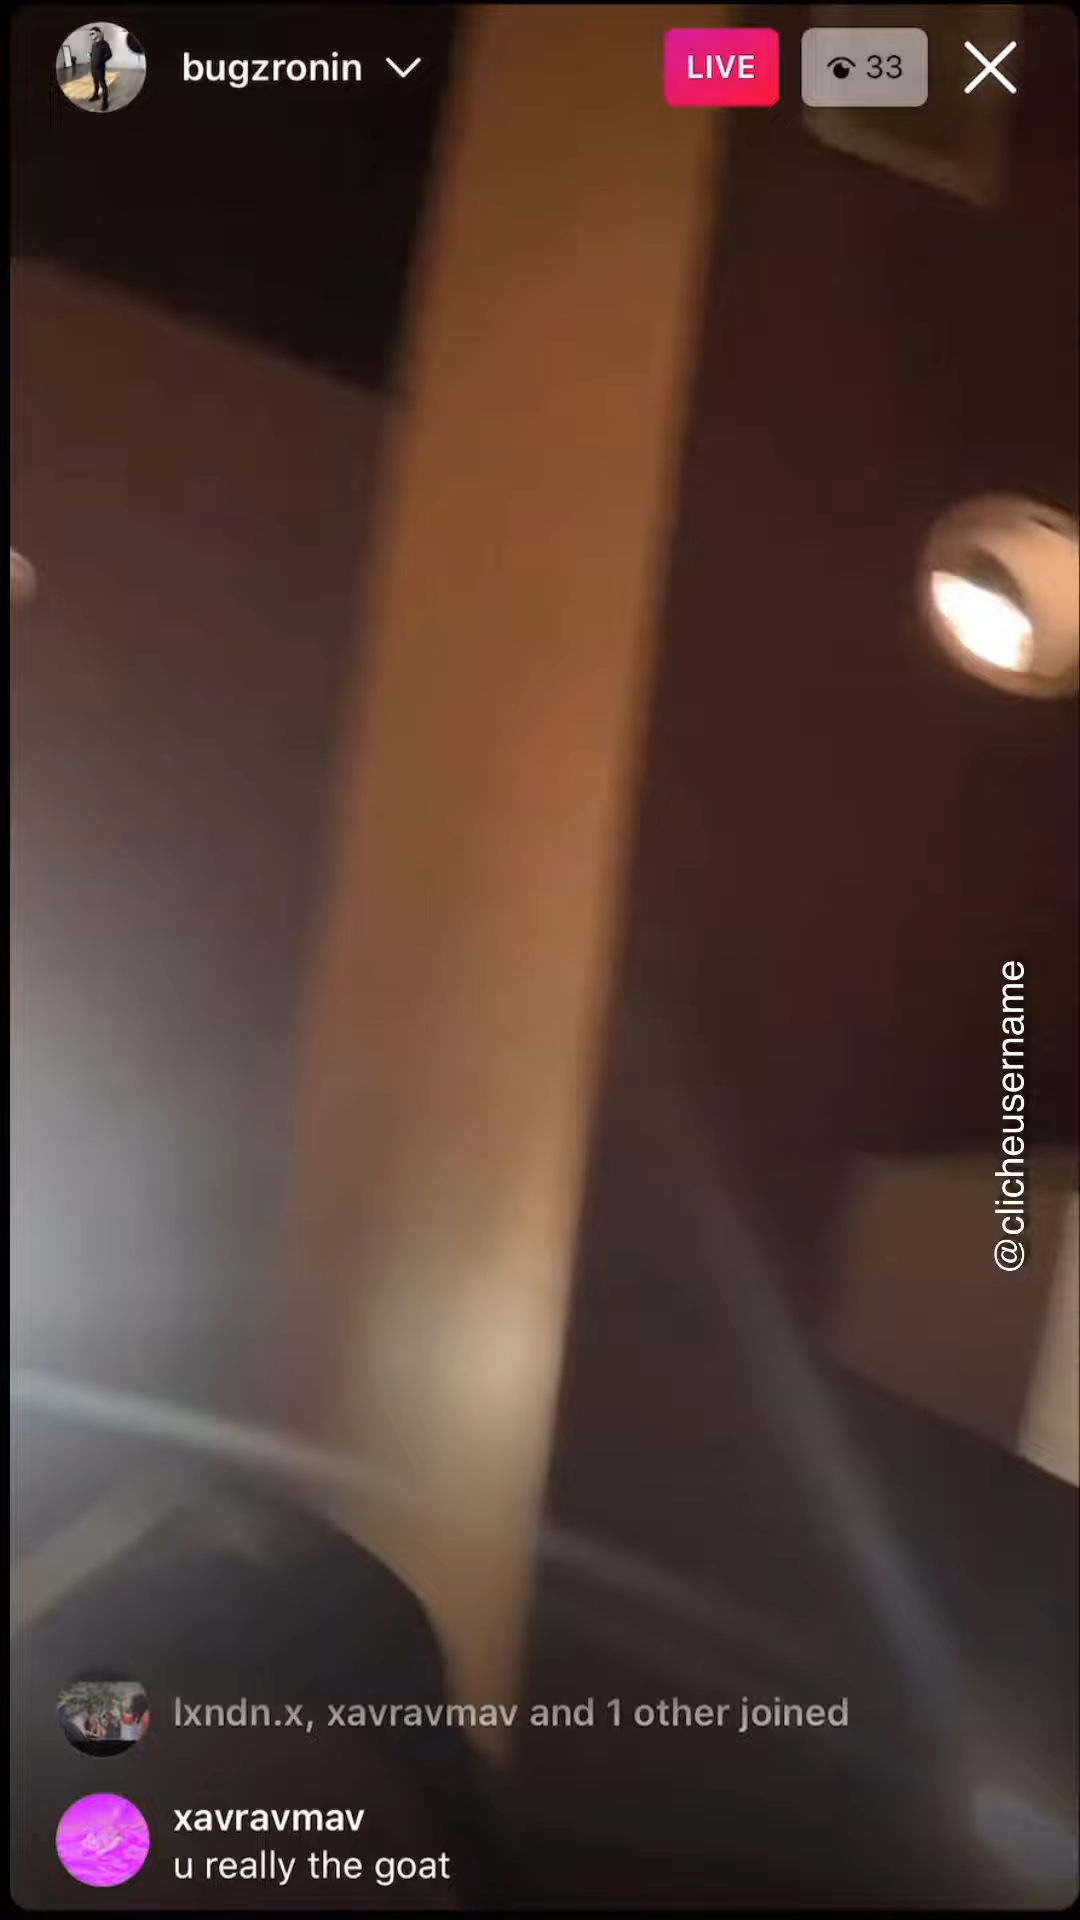 bugzronin
LIVE
33
@clicheusername
lxndn.x, xavravmav and 1 other joined
xavravmav
u really the goat